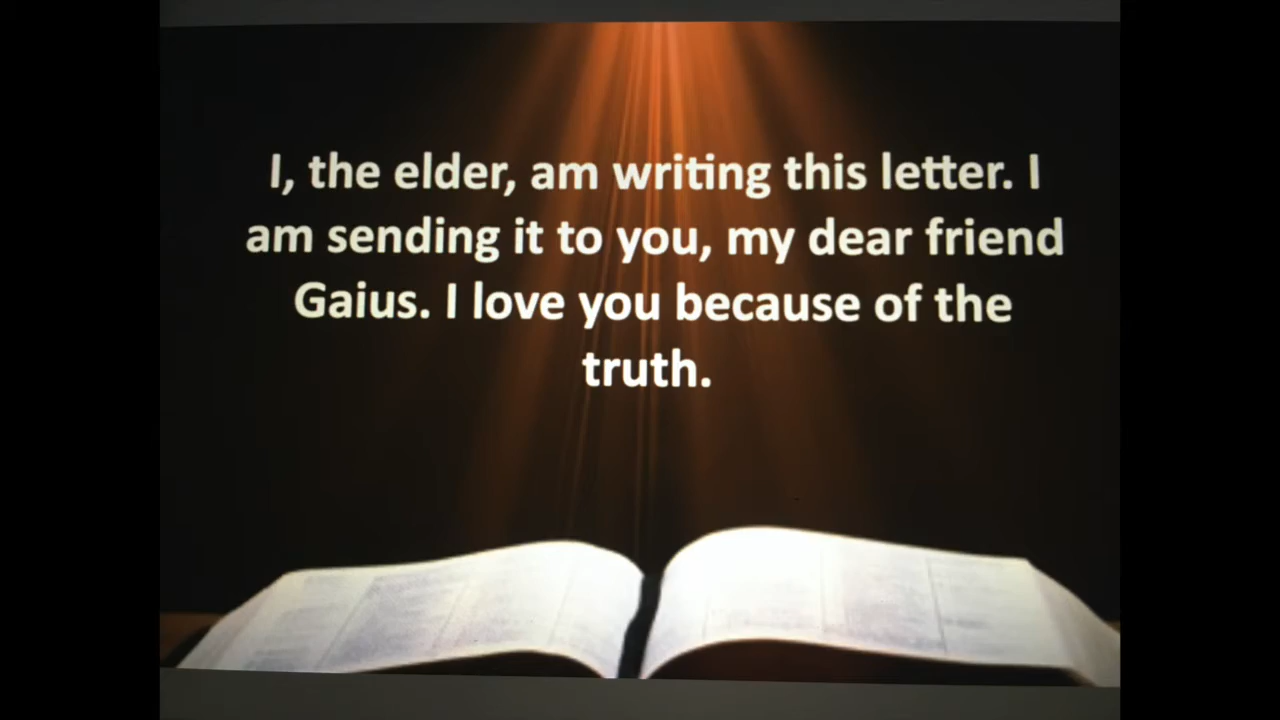 I, the elder, am writing this letter. I
am sending it to you, my dear friend
Gaius. I love you because of the
truth.